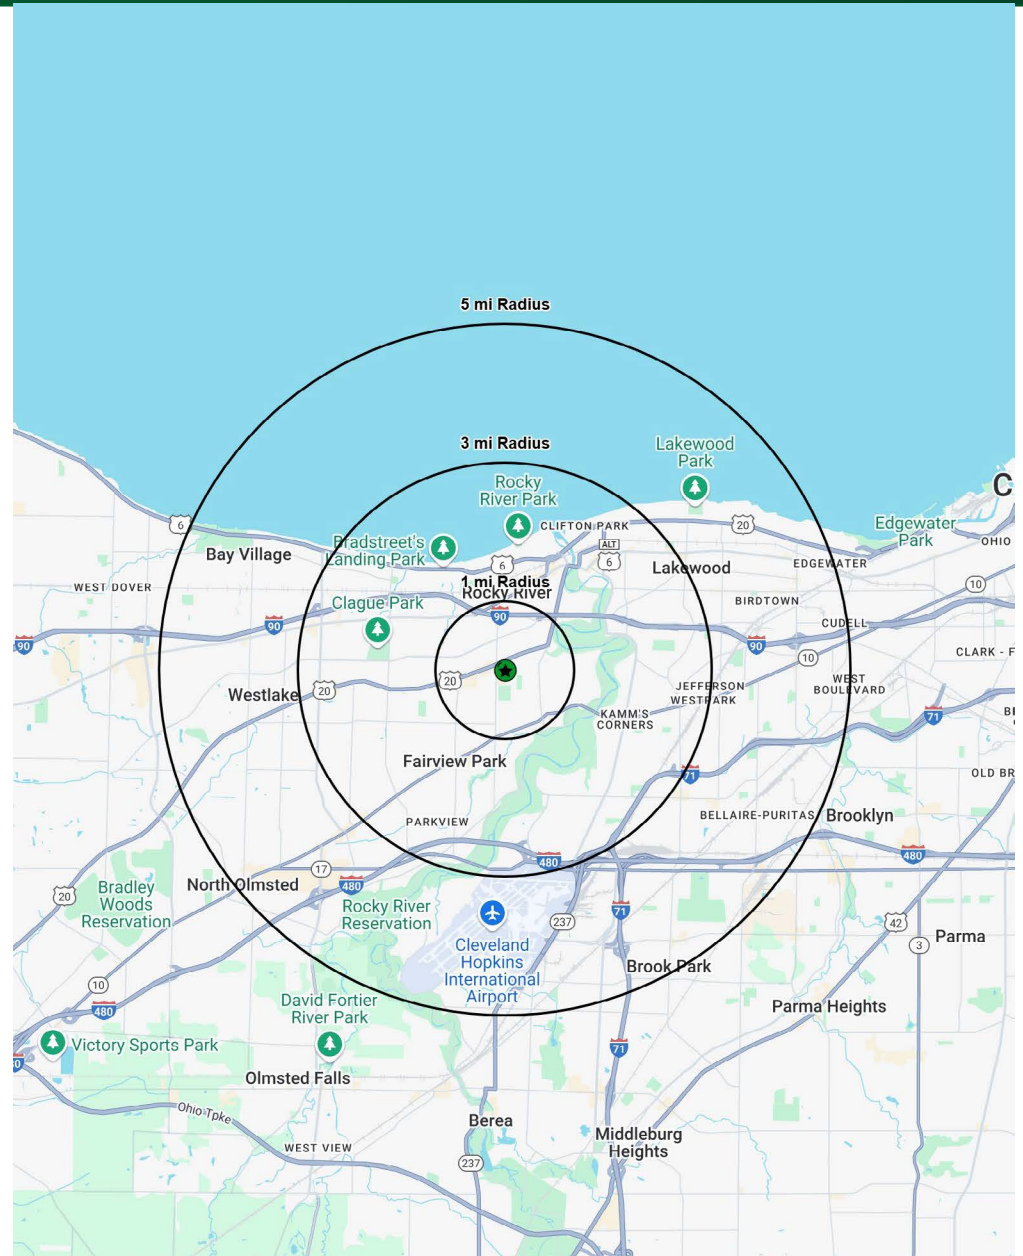 5 mi Radius
3 mi Radius
Lakewood
Park
Rocky
River Park
C
6
CLIFTON PARK
20
Edgewater
Park
OHIO
Bradstreet's
Landing Park
Bay Village
ALT
6
6
Lakewood
EDGEWATER
WEST DOVER
1 mi Radius
Rocky River
10
Clague Park
BIRDTOWN
90
90
90
CUDELL
90
10
CLARK - F
20
20
Westlake
JEFFERSON
WESTPARK
WEST
BOULEVARD
KAMM'S
CORNERS
71
BE
Fairview Park
71
OLD BR
PARKVIEW
BELLAIRE-PURITAS
Brooklyn
480
480
17
North Olmsted
480
20
Bradley
Woods
Reservation
Rocky River
Reservation
71
237
42
3
Parma
Cleveland
Hopkins
International
Airport
Brook Park
10
480
David Fortier
River Park
Parma Heights
Victory Sports Park
71
Olmsted Falls
Ohio Tpke
Berea
WEST VIEW
Middleburg
Heights
237